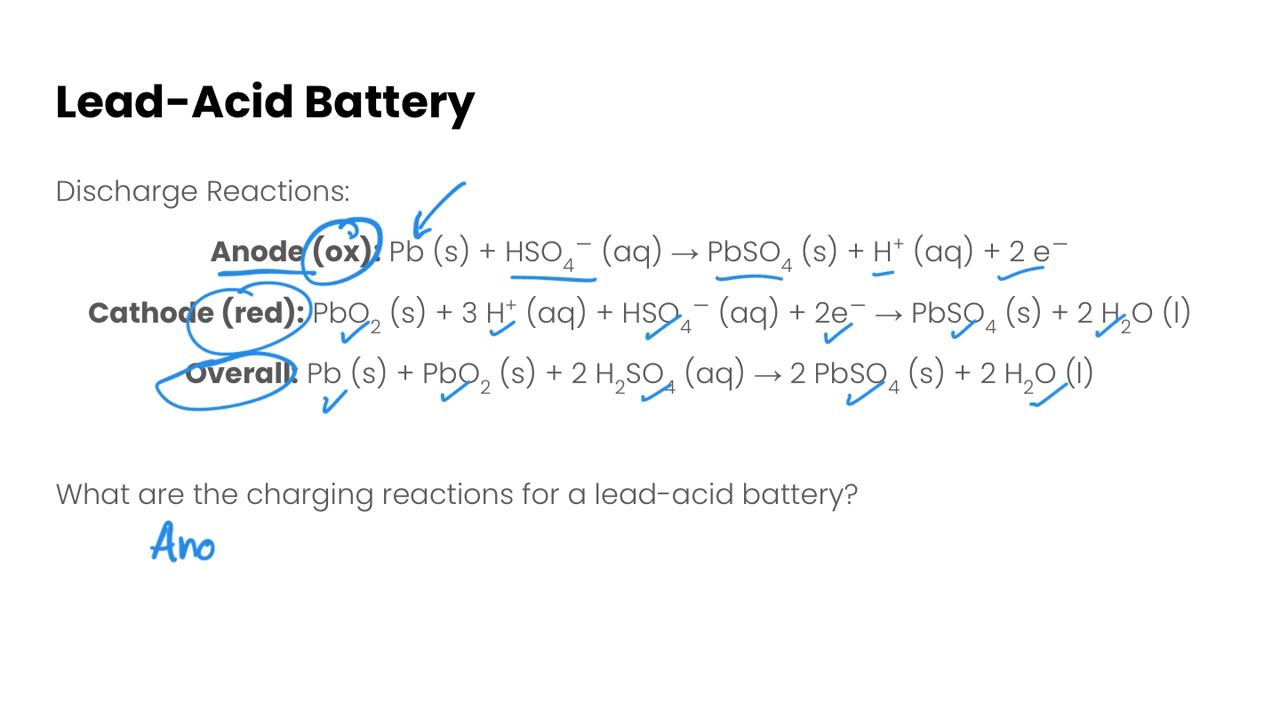 Lead-Acid Battery
Discharge Reactions:
Anode (ox): Pb (s) + HSO₄⁻ (aq) → PbSO₄ (s) + H⁺ (aq) + 2 e⁻
Cathode (red): PbO₂ (s) + 3 H⁺ (aq) + HSO₄⁻ (aq) + 2e⁻ → PbSO₄ (s) + 2 H₂O (l)
Overall: Pb (s) + PbO₂ (s) + 2 H₂SO₄ (aq) → 2 PbSO₄ (s) + 2 H₂O (l)
What are the charging reactions for a lead-acid battery?
Ano